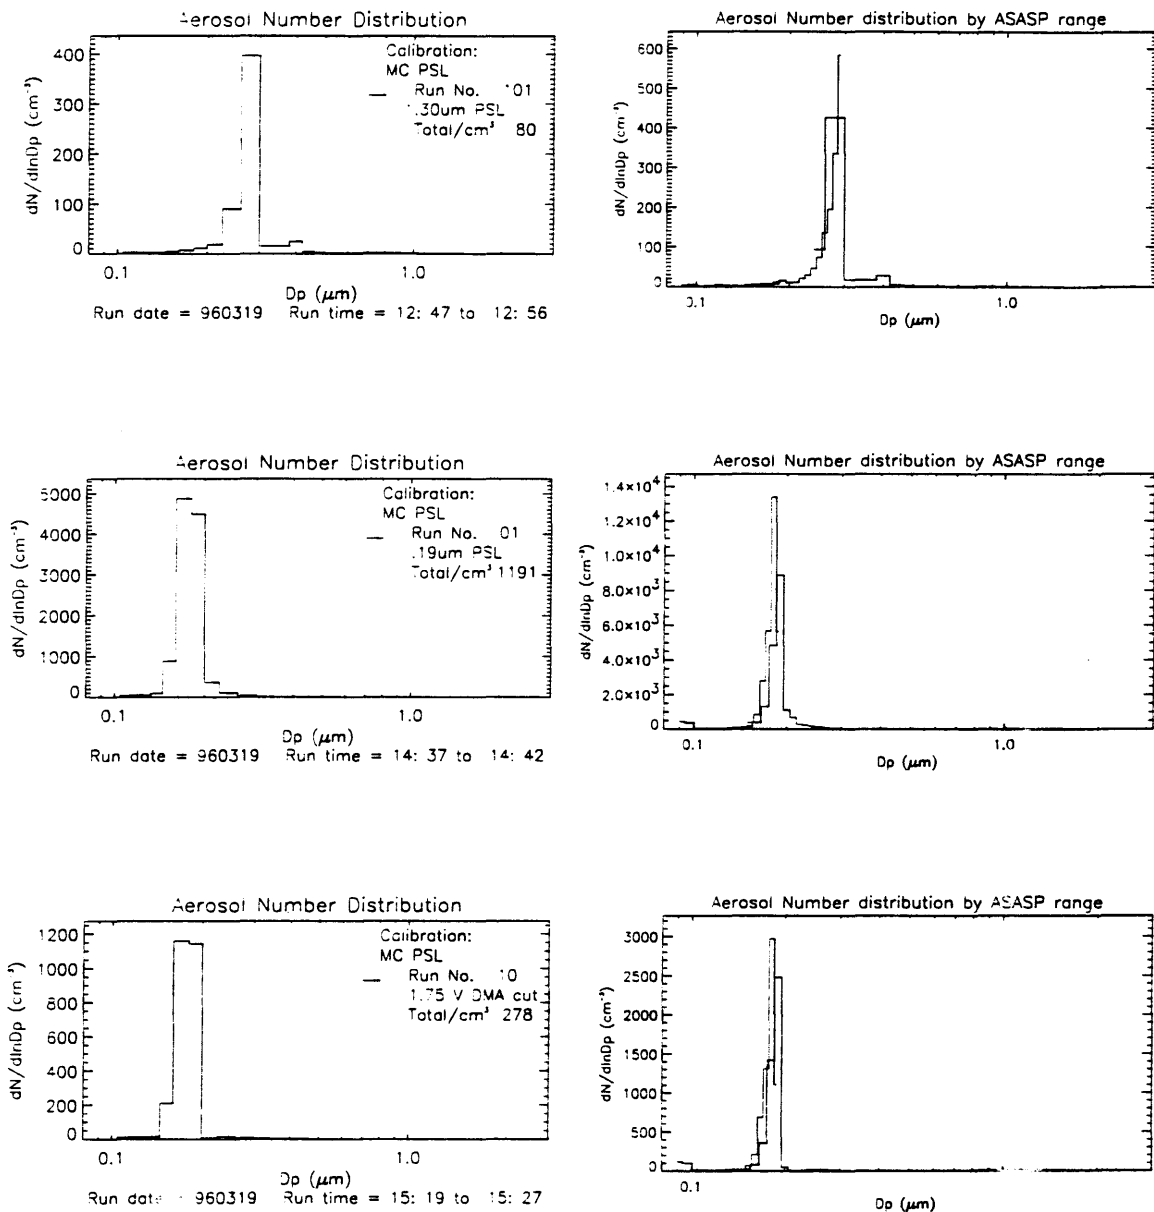 Aerosol Number Distribution
400
300
200
100
0
dN/dlnDp (cm⁻³)
Calibration:
MC PSL
Run No. 101
.30um PSL
Total/cm³ 80
0.1 1.0
Dp (μm)
Run date = 960319 Run time = 12: 47 to 12: 56
Aerosol Number distribution by ASASP range
600
500
400
300
200
100
0
dN/dlnDp (cm⁻³)
0.1 1.0
Dp (μm)
Aerosol Number Distribution
5000
4000
3000
2000
1000
0
dN/dlnDp (cm⁻³)
Calibration:
MC PSL
Run No. 01
.19um PSL
Total/cm³ 1191
0.1 1.0
Dp (μm)
Run date = 960319 Run time = 14: 37 to 14: 42
Aerosol Number distribution by ASASP range
1.4×10⁴
1.2×10⁴
1.0×10⁴
8.0×10³
6.0×10³
4.0×10³
2.0×10³
0
dN/dlnDp (cm⁻³)
0.1 1.0
Dp (μm)
Aerosol Number Distribution
1200
1000
800
600
400
200
0
dN/dlnDp (cm⁻³)
Calibration:
MC PSL
Run No. 10
1.75 V DMA cut
Total/cm³ 278
0.1 1.0
Dp (μm)
Run date 960319 Run time = 15: 19 to 15: 27
Aerosol Number distribution by ASASP range
3000
2500
2000
1500
1000
500
0
dN/dlnDp (cm⁻³)
0.1 1.0
Dp (μm)